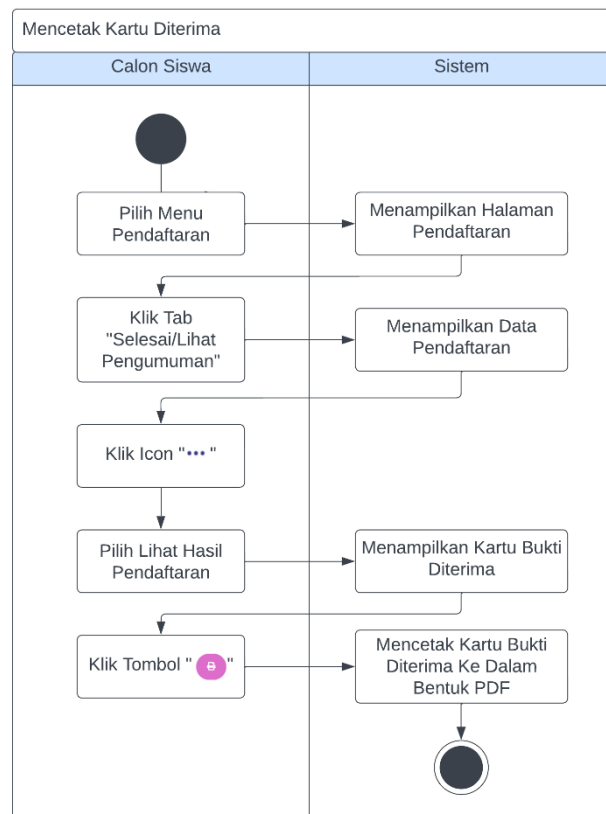 Mencetak Kartu Diterima
Calon Siswa
Sistem
Pilih Menu
Pendaftaran
Menampilkan Halaman
Pendaftaran
Klik Tab
"Selesai/Lihat
Pengumuman"
Menampilkan Data
Pendaftaran
Klik Icon "••• "
Pilih Lihat Hasil
Pendaftaran
Menampilkan Kartu Bukti
Diterima
Klik Tombol " "
Mencetak Kartu Bukti
Diterima Ke Dalam
Bentuk PDF